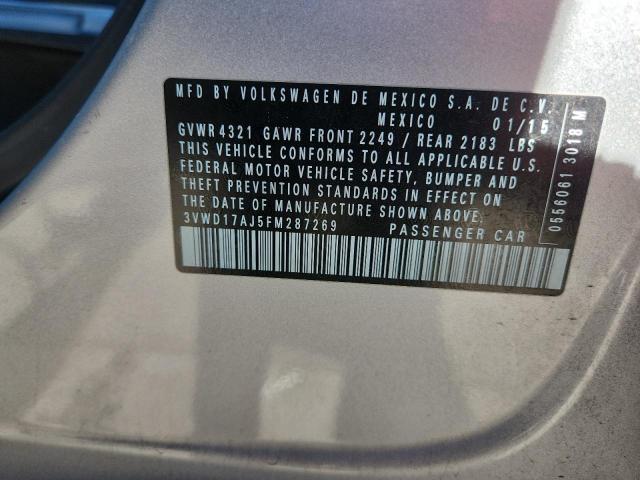 MFD BY VOLKSWAGEN DE MEXICO S.A. DE C.V.
MEXICO 01/15
GVWR 4321 GAWR FRONT 2249 / REAR 2183 LBS
THIS VEHICLE CONFORMS TO ALL APPLICABLE U.S.
FEDERAL MOTOR VEHICLE SAFETY, BUMPER AND
THEFT PREVENTION STANDARDS IN EFFECT ON
THE DATE OF MANUFACTURE SHOWN ABOVE.
3VWD17AJ5FM287269 PASSENGER CAR
0556061 3018 M